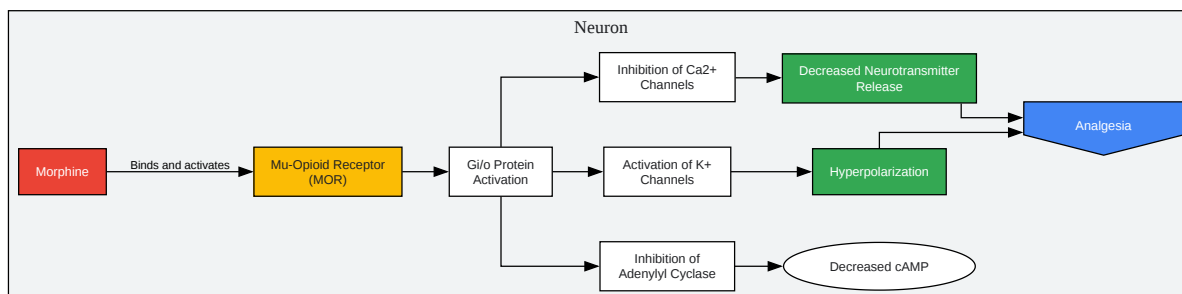 Neuron
Inhibition of Ca2+
Channels
Decreased Neurotransmitter
Release
Analgesia
Morphine
Binds and activates
Mu-Opioid Receptor
(MOR)
Gi/o Protein
Activation
Activation of K+
Channels
Hyperpolarization
Inhibition of
Adenylyl Cyclase
Decreased cAMP